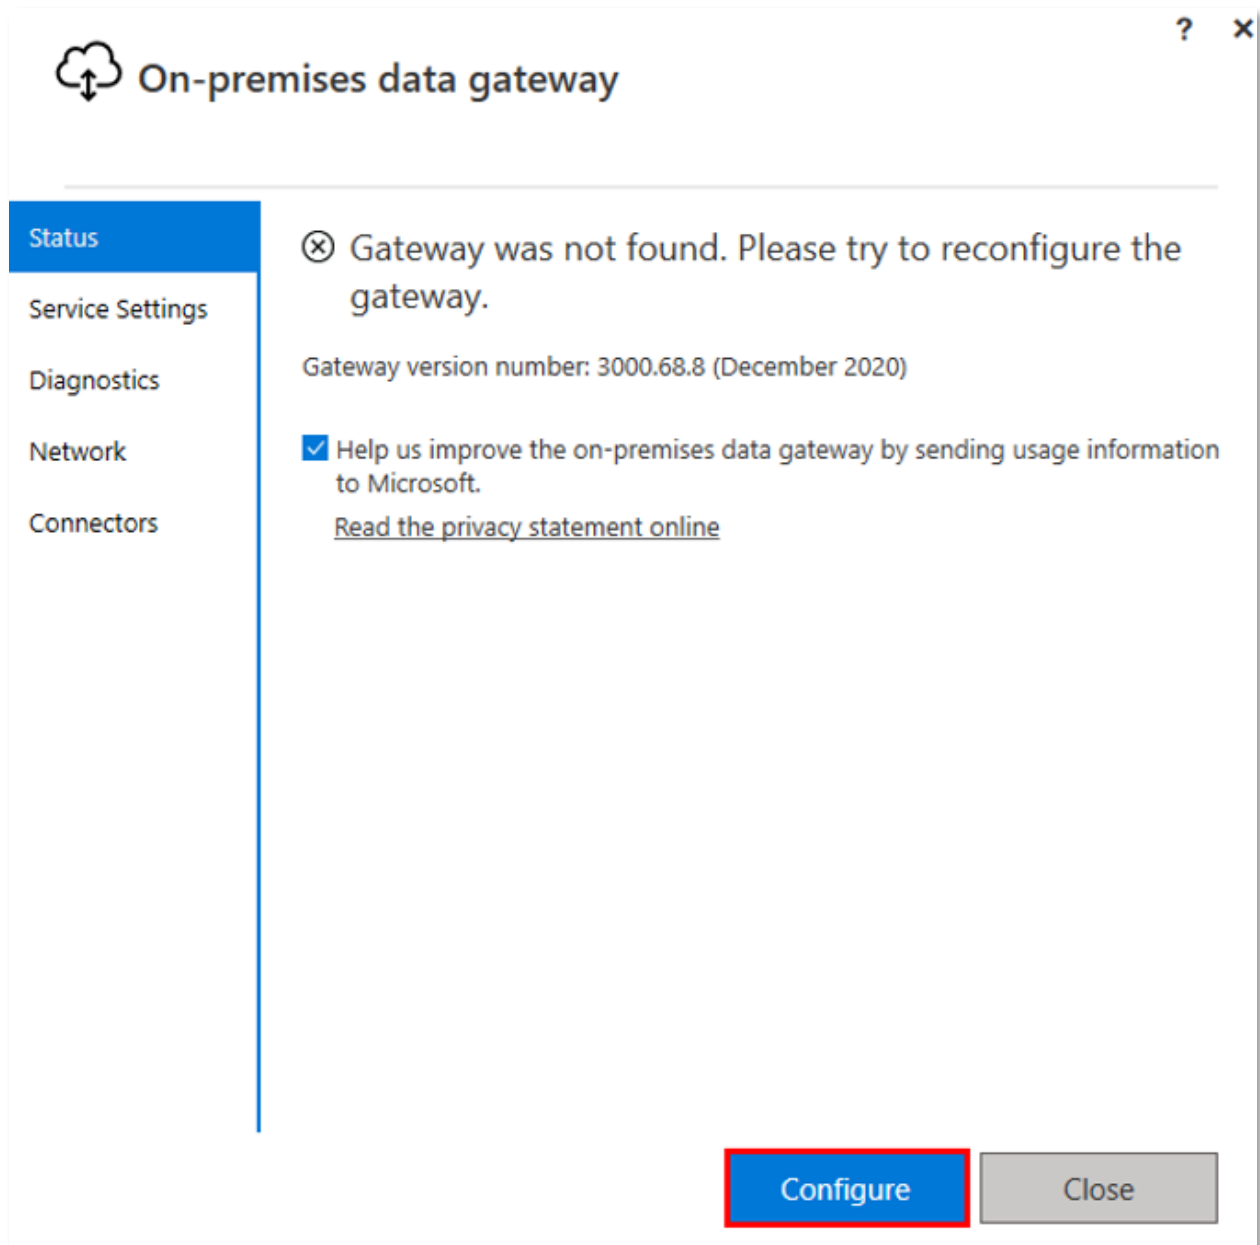 ? ×
On-premises data gateway
Status
Service Settings
Diagnostics
Network
Connectors
Gateway was not found. Please try to reconfigure the
gateway.
Gateway version number: 3000.68.8 (December 2020)
Help us improve the on-premises data gateway by sending usage information
to Microsoft.
Read the privacy statement online
Configure
Close